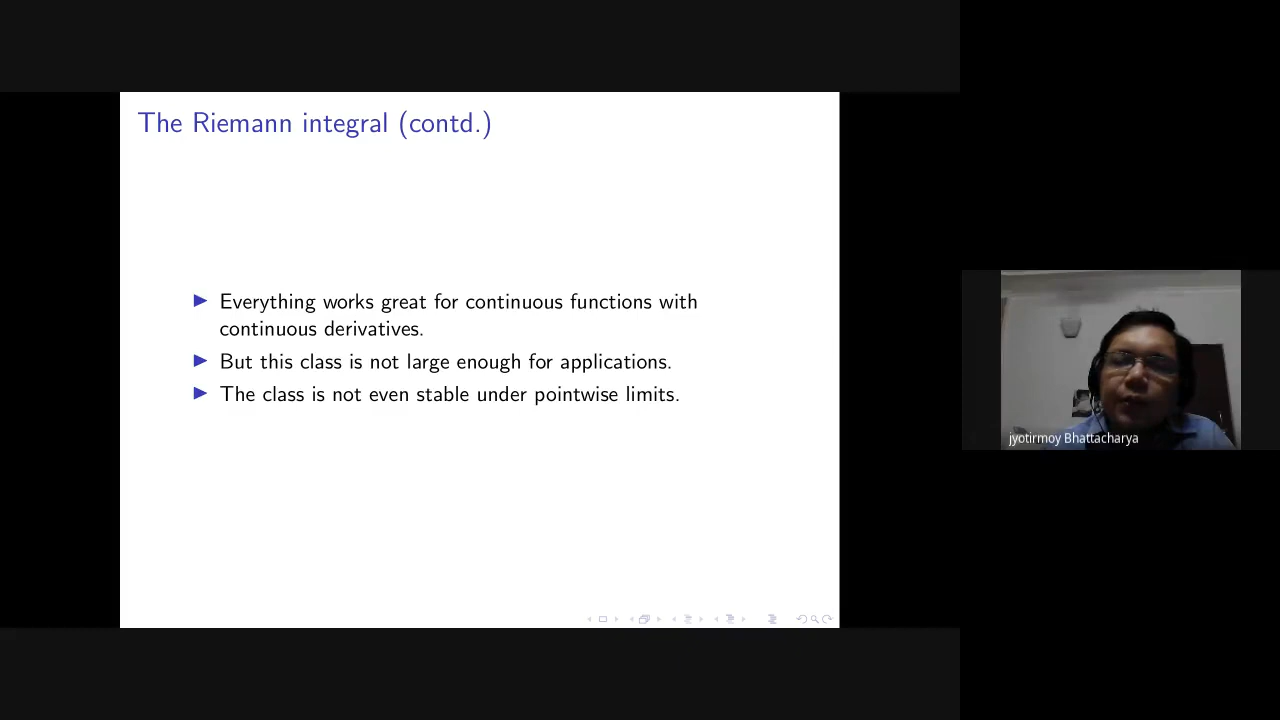 The Riemann integral (contd.)
Everything works great for continuous functions with
continuous derivatives.
But this class is not large enough for applications.
The class is not even stable under pointwise limits.
jyotirmoy Bhattacharya